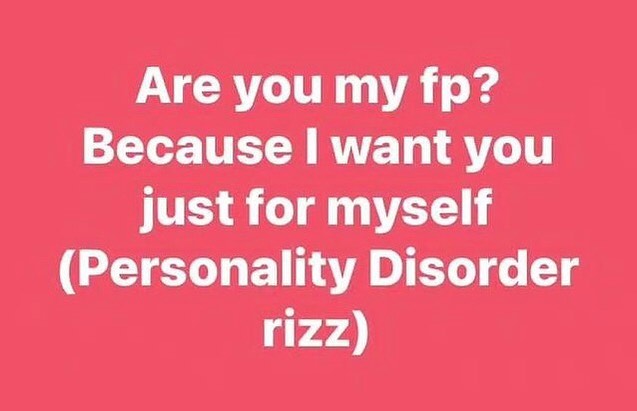 Are you my fp?
Because I want you
just for myself
(Personality Disorder
rizz)